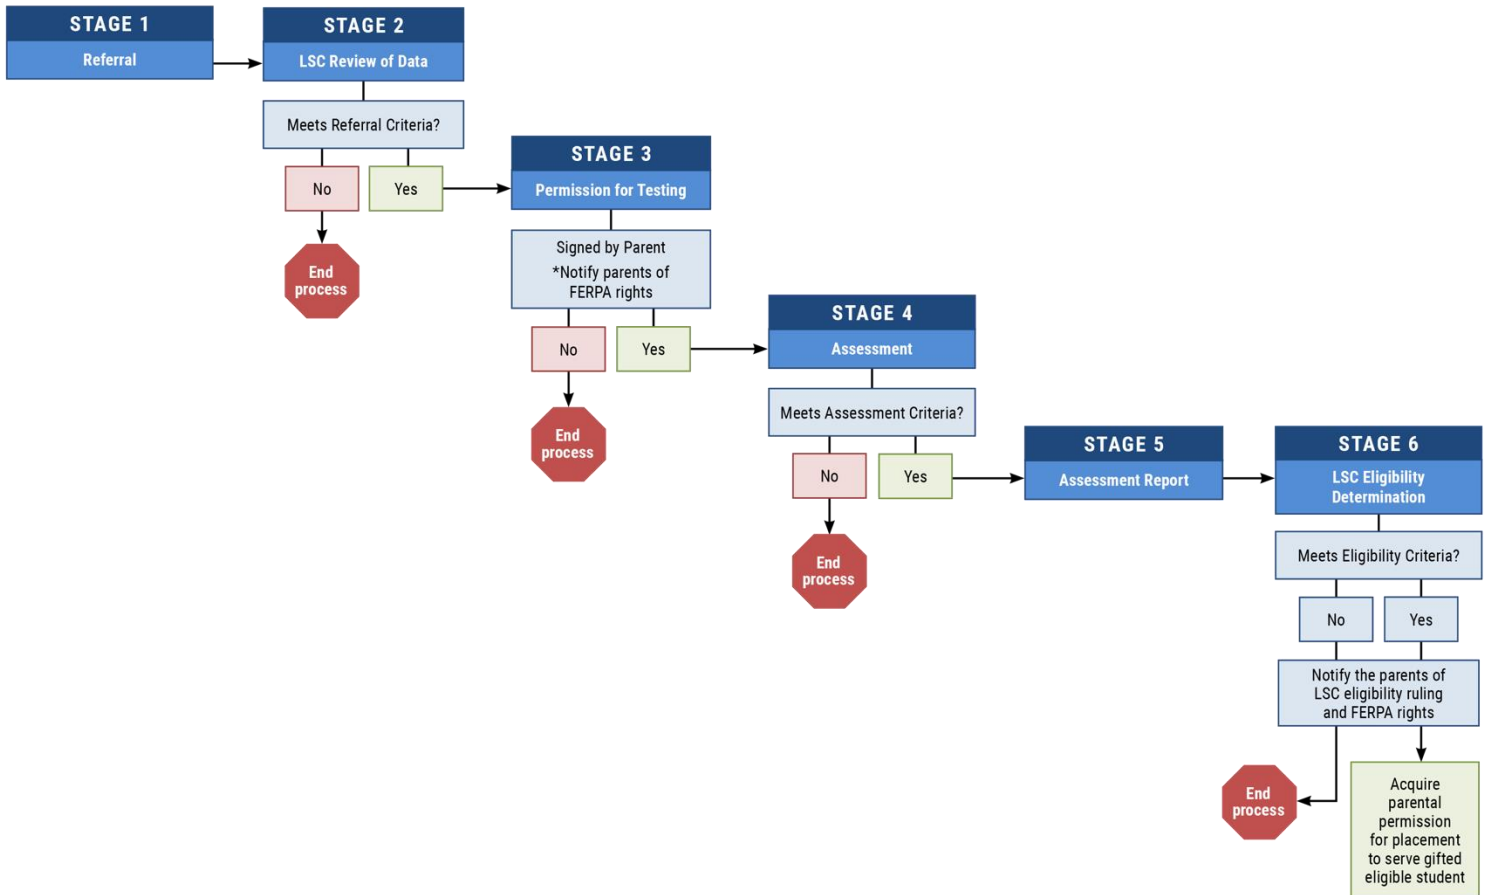 STAGE 1
Referral
STAGE 2
LSC Review of Data
Meets Referral Criteria?
No
Yes
End
process
STAGE 3
Permission for Testing
Signed by Parent
*Notify parents of
FERPA rights
No
Yes
End
process
STAGE 4
Assessment
Meets Assessment Criteria?
No
Yes
End
process
STAGE 5
Assessment Report
STAGE 6
LSC Eligibility
Determination
Meets Eligibility Criteria?
No
Yes
Notify the parents of
LSC eligibility ruling
and FERPA rights
End
process
Acquire
parental
permission
for placement
to serve gifted
eligible student